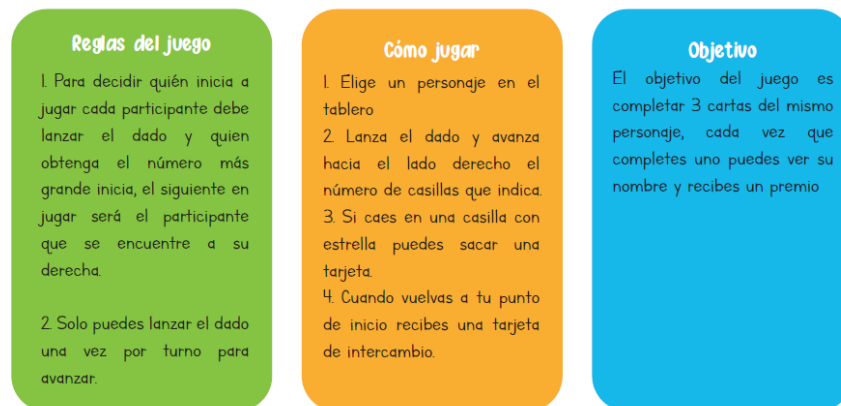 Reglas del juego
1. Para decidir quién inicia a
jugar cada participante debe
lanzar el dado y quien
obtenga el número más
grande inicia, el siguiente en
jugar será el participante
que se encuentre a su
derecha.
2. Solo puedes lanzar el dado
una vez por turno para
avanzar.
Cómo jugar
1. Elige un personaje en el
tablero
2. Lanza el dado y avanza
hacia el lado derecho el
número de casillas que indica.
3. Si caes en una casilla con
estrella puedes sacar una
tarjeta.
4. Cuando vuelvas a tu punto
de inicio recibes una tarjeta
de intercambio.
Objetivo
El objetivo del juego es
completar 3 cartas del mismo
personaje, cada vez que
completes uno puedes ver su
nombre y recibes un premio